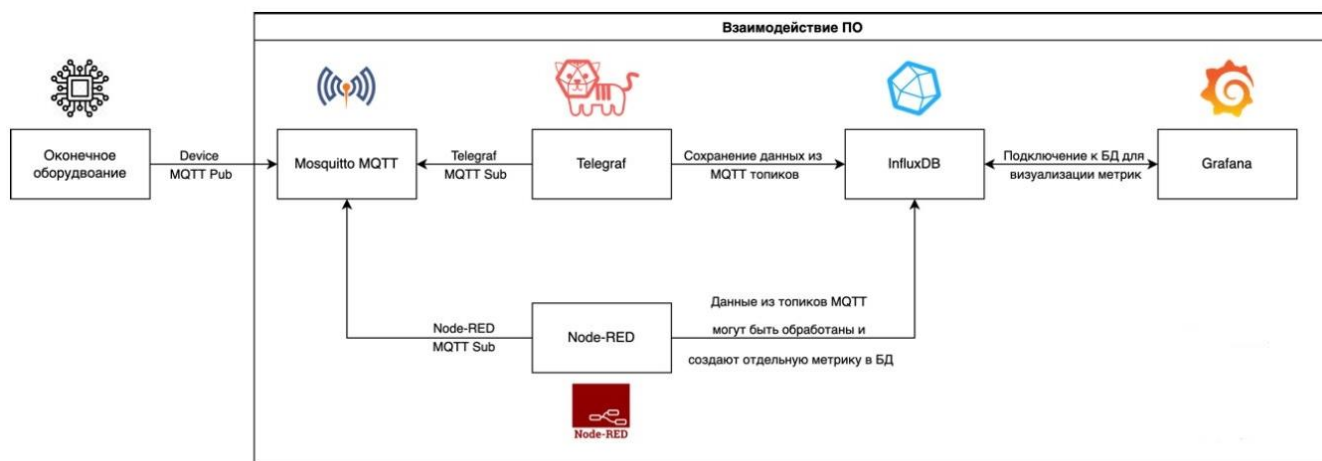 Взаимодействие ПО
Оконечное
оборудвоание
Device
MQTT Pub
Mosquitto MQTT
Telegraf
MQTT Sub
Telegraf
Сохранение данных из
MQTT топиков
InfluxDB
Подключение к БД для
визуализации метрик
Grafana
Node-RED
MQTT Sub
Node-RED
Данные из топиков MQTT
могут быть обработаны и
создают отдельную метрику в БД
Node-RED